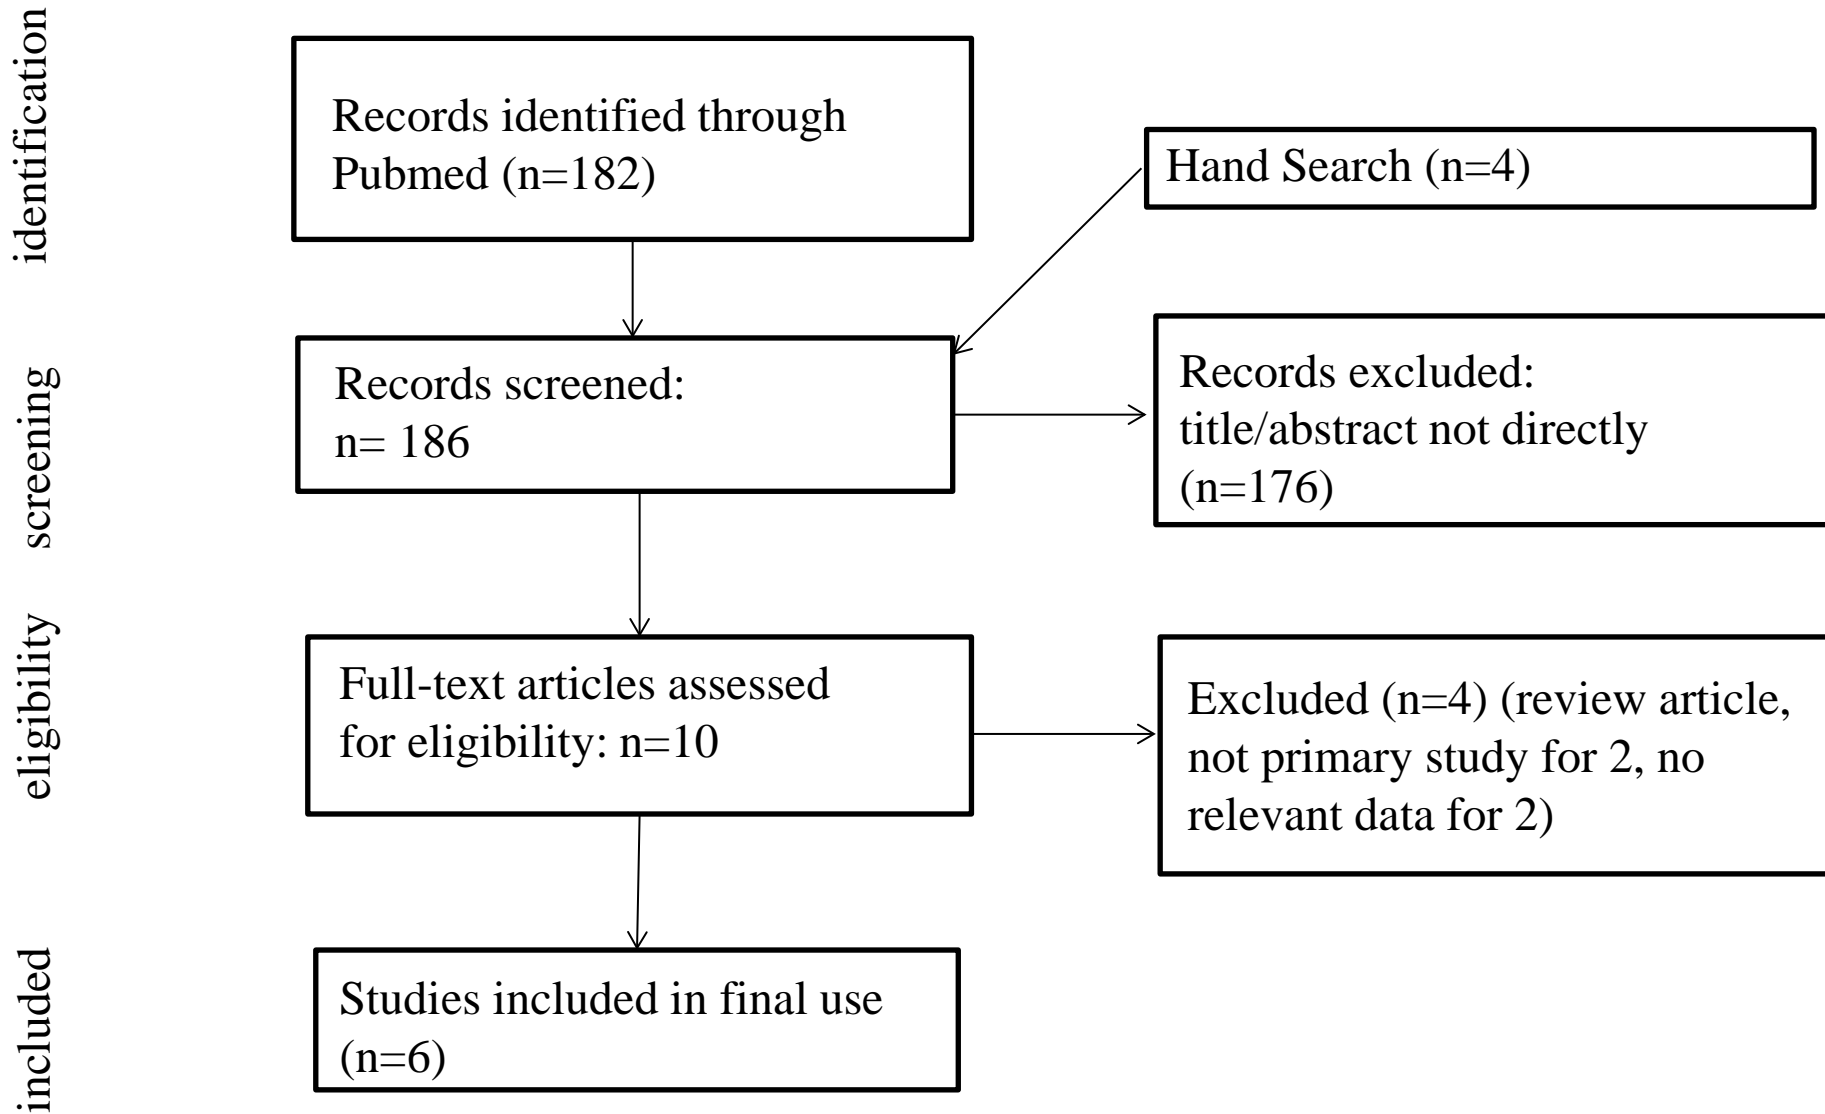 identification
Records identified through
Pubmed (n=182)
Hand Search (n=4)
screening
Records screened:
n= 186
Records excluded:
title/abstract not directly
(n=176)
eligibility
Full-text articles assessed
for eligibility: n=10
Excluded (n=4) (review article,
not primary study for 2, no
relevant data for 2)
included
Studies included in final use
(n=6)